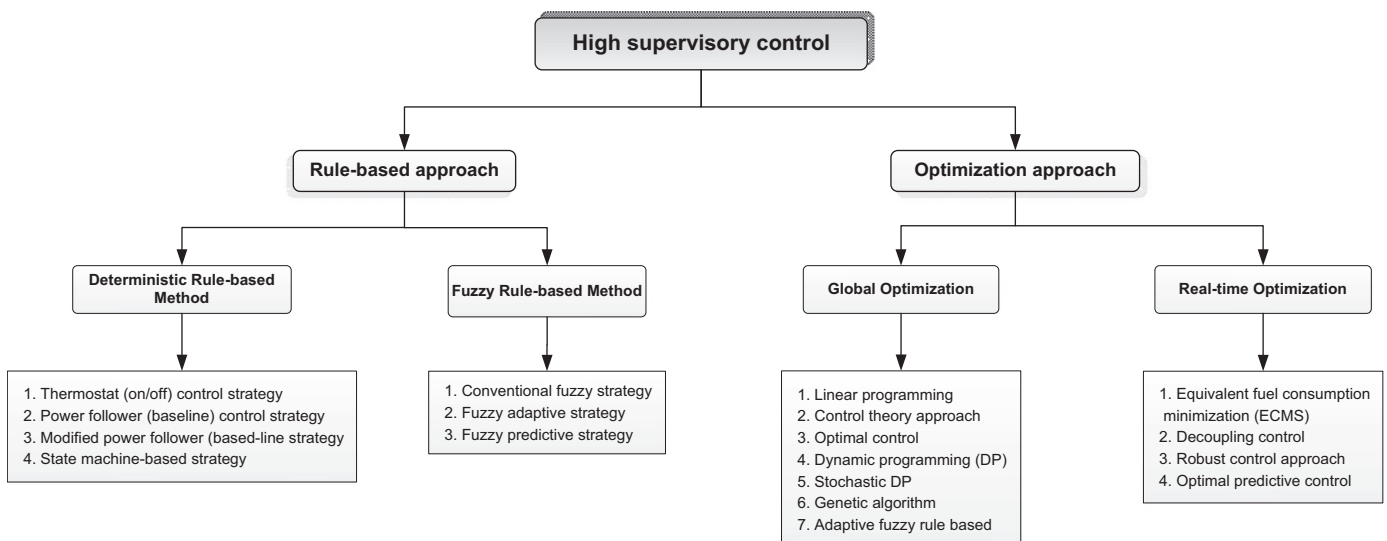 High supervisory control
Rule-based approach
Optimization approach
Deterministic Rule-based
Method
Fuzzy Rule-based Method
Global Optimization
Real-time Optimization
1. Thermostat (on/off) control strategy
2. Power follower (baseline) control strategy
3. Modified power follower (based-line strategy
4. State machine-based strategy
1. Conventional fuzzy strategy
2. Fuzzy adaptive strategy
3. Fuzzy predictive strategy
1. Linear programming
2. Control theory approach
3. Optimal control
4. Dynamic programming (DP)
5. Stochastic DP
6. Genetic algorithm
7. Adaptive fuzzy rule based
1. Equivalent fuel consumption
minimization (ECMS)
2. Decoupling control
3. Robust control approach
4. Optimal predictive control